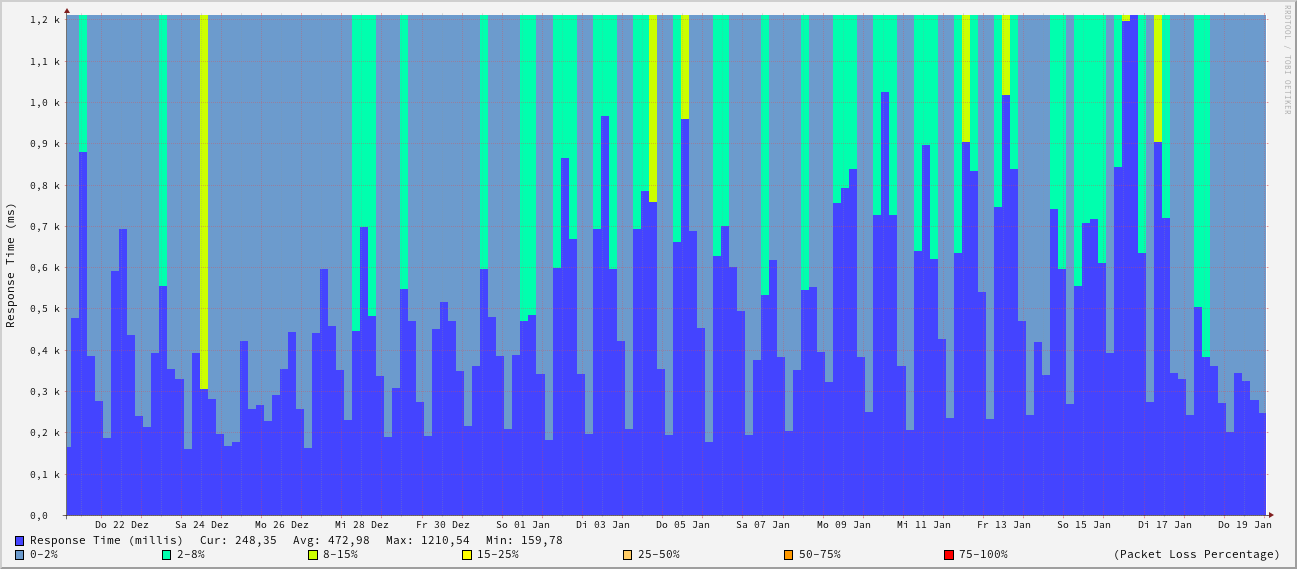 1,2 k
1,1 k
1,0 k
0,9 k
0,8 k
0,7 k
0,6 k
0,5 k
0,4 k
0,3 k
0,2 k
0,1 k
0,0
Response Time (ms)
RRDTOOL / TOBI OETIKER
Do 22 Dez Sa 24 Dez Mo 26 Dez Mi 28 Dez Fr 30 Dez So 01 Jan Di 03 Jan Do 05 Jan Sa 07 Jan Mo 09 Jan Mi 11 Jan Fr 13 Jan So 15 Jan Di 17 Jan Do 19 Jan
Response Time (millis) Cur: 248,35 Avg: 472,98 Max: 1210,54 Min: 159,78
0-2% 2-8% 8-15% 15-25% 25-50% 50-75% 75-100% (Packet Loss Percentage)